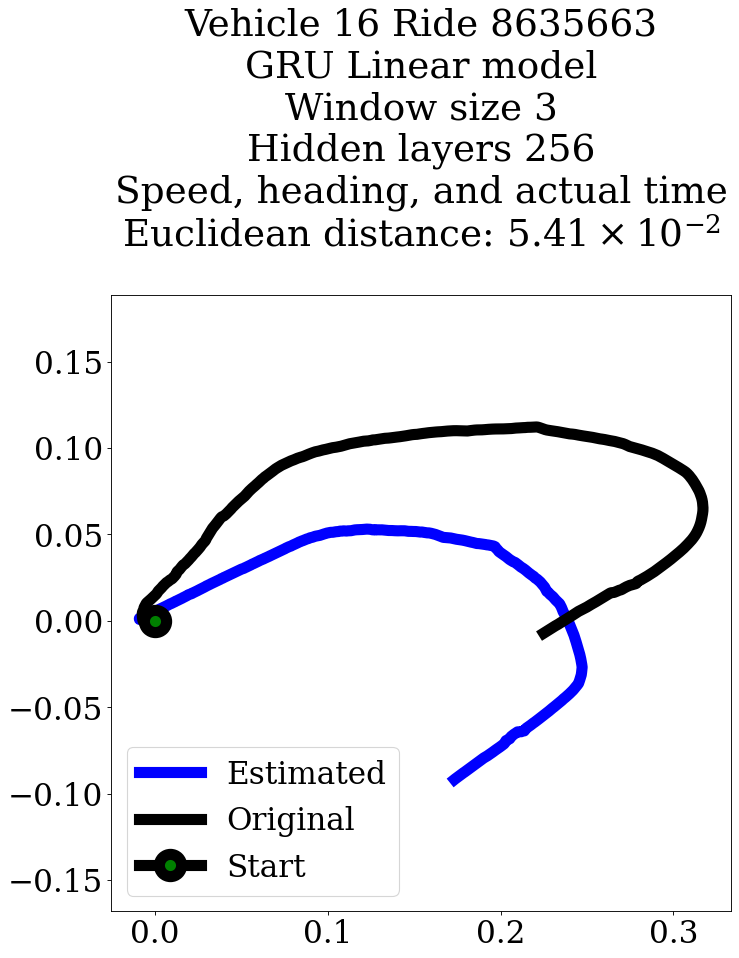 Vehicle 16 Ride 8635663
GRU Linear model
Window size 3
Hidden layers 256
Speed, heading, and actual time
Euclidean distance: 5.41 × 10⁻²
0.15
0.10
0.05
0.00
−0.05
−0.10
−0.15
Estimated
Original
Start
0.0 0.1 0.2 0.3